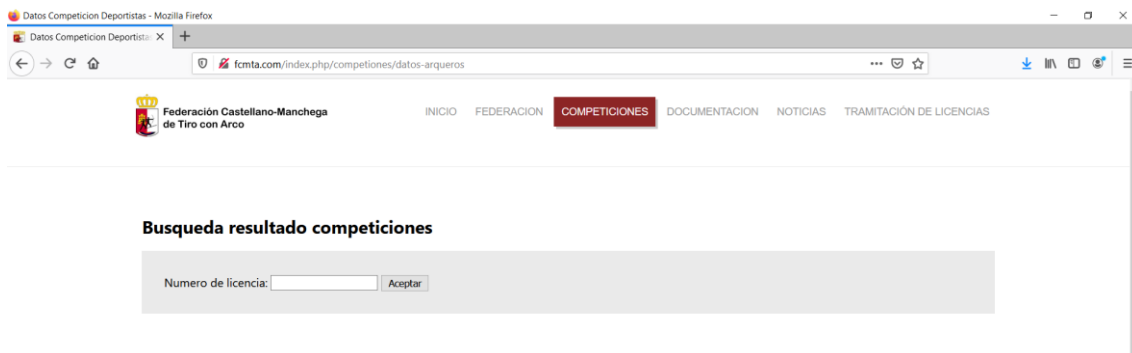 Datos Competicion Deportistas - Mozilla Firefox
Datos Competicion Deportista
fcmta.com/index.php/competiones/datos-arqueros
Federación Castellano-Manchega
de Tiro con Arco
INICIO FEDERACION COMPETICIONES DOCUMENTACION NOTICIAS TRAMITACIÓN DE LICENCIAS
Busqueda resultado competiciones
Numero de licencia: Aceptar